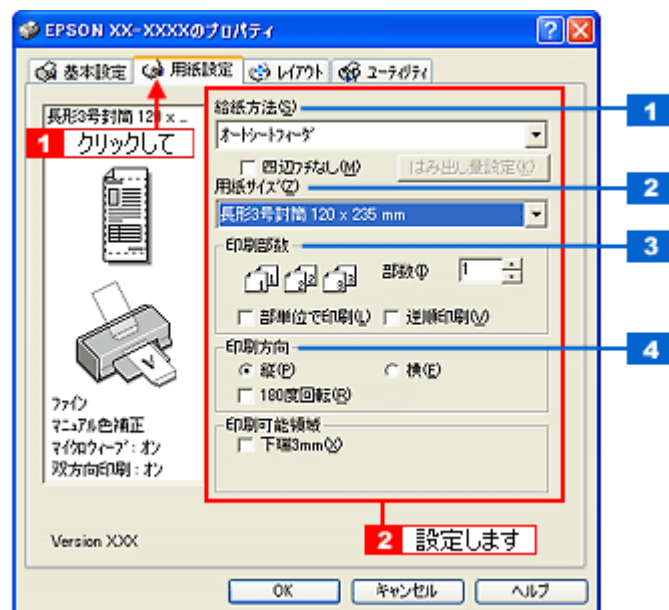 EPSON XX-XXXXのプロパティ
基本設定 用紙設定 レイアウト ユーティリティ
長形3号封筒 120 x ..
1 クリックして
給紙方法(S)
オートシートフィーダ
四辺フチなし(M) はみ出し量設定(K)
用紙サイズ(Z)
長形3号封筒 120 x 235 mm
印刷部数
1 1 2 2 3 3
部数(I) 1
部単位で印刷(L) 逆順印刷(V)
印刷方向
縦(P) 横(E)
180度回転(R)
印刷可能領域
下端3mm(X)
ファイン
マニュアル色補正
マイクロウィーブ:オン
双方向印刷:オン
2 設定します
Version XXX
OK キャンセル ヘルプ
1
2
3
4